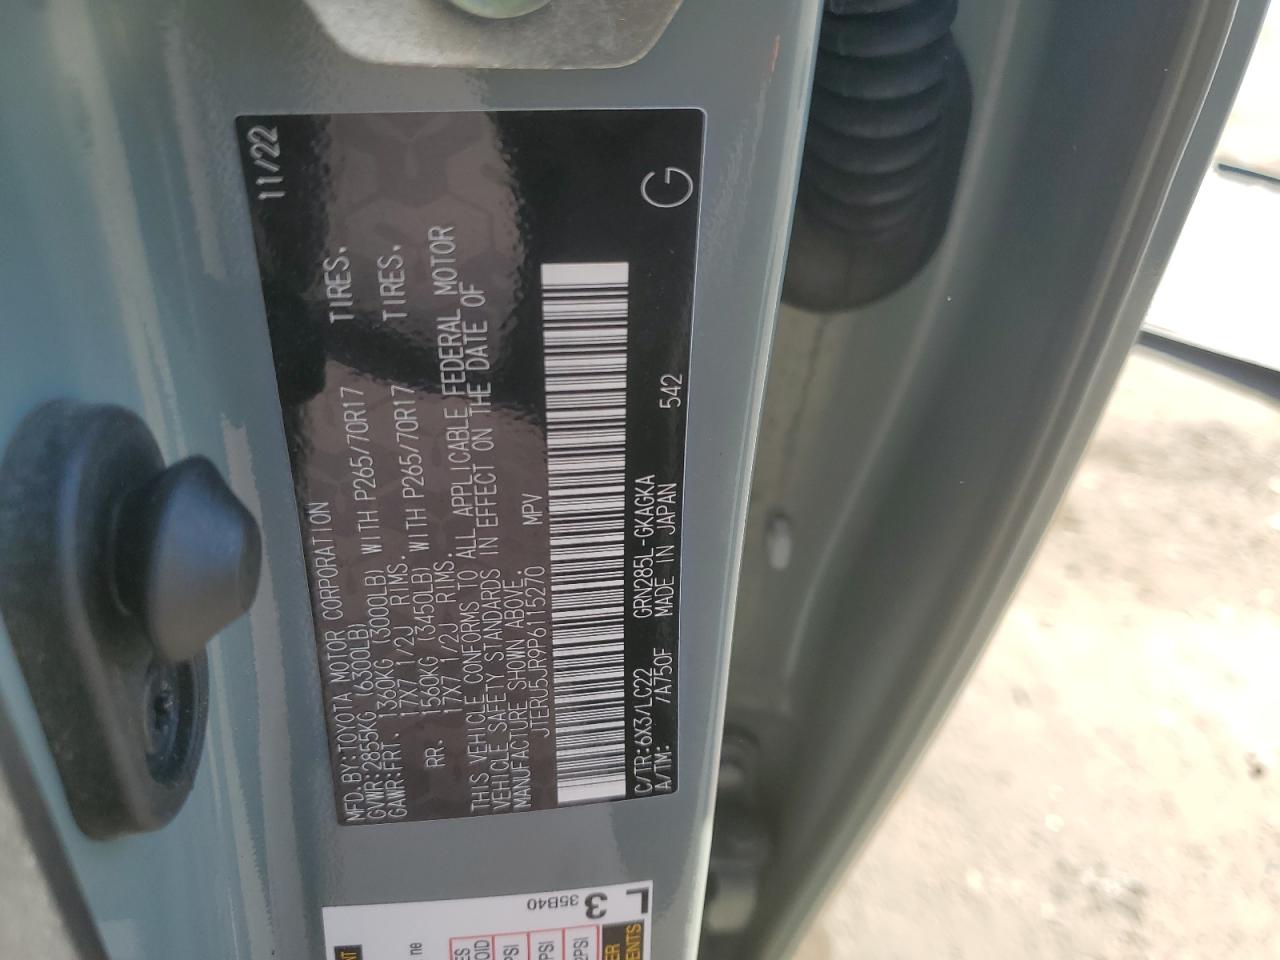 MFD.BY:TOYOTA MOTOR CORPORATION 11/22
GVWR:2855KG (6300LB)
GAWR:FRT. 1360KG (3000LB) WITH P265/70R17 TIRES.
17X7 1/2J RIMS.
RR. 1560KG (3450LB) WITH P265/70R17 TIRES.
17X7 1/2J RIMS.
THIS VEHICLE CONFORMS TO ALL APPLICABLE FEDERAL MOTOR
VEHICLE SAFETY STANDARDS IN EFFECT ON THE DATE OF
MANUFACTURE SHOWN ABOVE.
JTERU5JR9P6115270 MPV
C/TR:6X3/LC22 GRN285L-GKAGKA
A/TM: /A750F MADE IN JAPAN 542
G
L
3
35B40